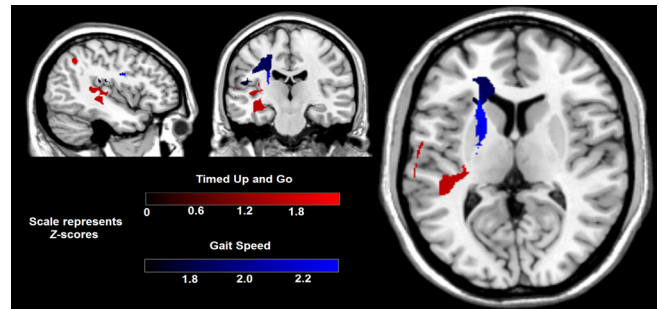 Timed Up and Go
0 0.6 1.2 1.8
Scale represents
Z-scores
Gait Speed
1.8 2.0 2.2